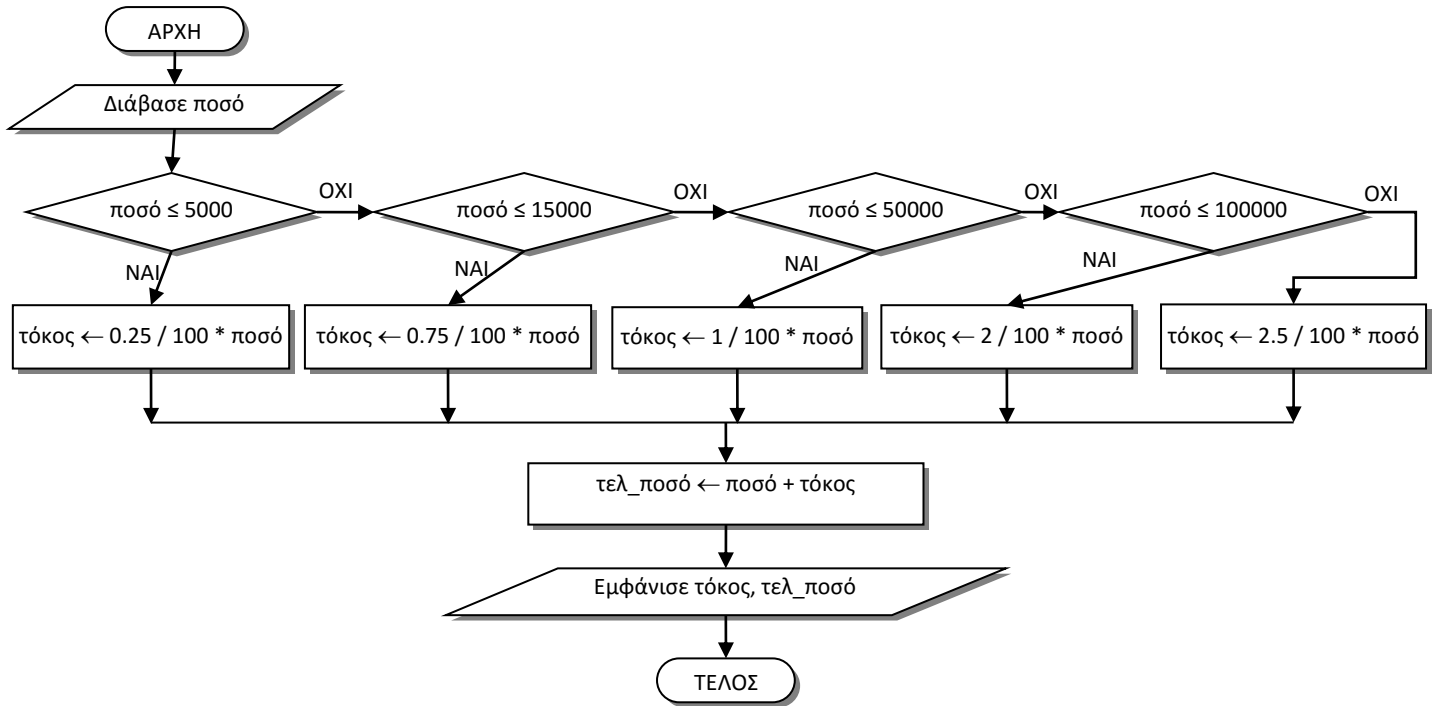 ΑΡΧΗ
Διάβασε ποσό
ποσό ≤ 5000
ΟΧΙ
ποσό ≤ 15000
ΟΧΙ
ποσό ≤ 50000
ΟΧΙ
ποσό ≤ 100000
ΟΧΙ
ΝΑΙ
ΝΑΙ
ΝΑΙ
ΝΑΙ
τόκος ← 0.25 / 100 * ποσό
τόκος ← 0.75 / 100 * ποσό
τόκος ← 1 / 100 * ποσό
τόκος ← 2 / 100 * ποσό
τόκος ← 2.5 / 100 * ποσό
τελ_ποσό ← ποσό + τόκος
Εμφάνισε τόκος, τελ_ποσό
ΤΕΛΟΣ